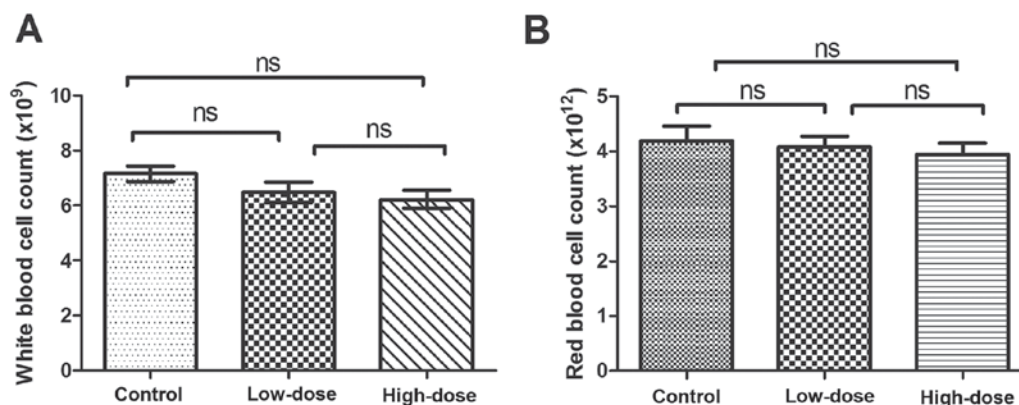 A
White blood cell count (x10⁹)
10
8
6
4
2
0
ns
ns
ns
Control
Low-dose
High-dose
B
Red blood cell count (x10¹²)
5
4
4
2
1
0
ns
ns
ns
Control
Low-dose
High-dose